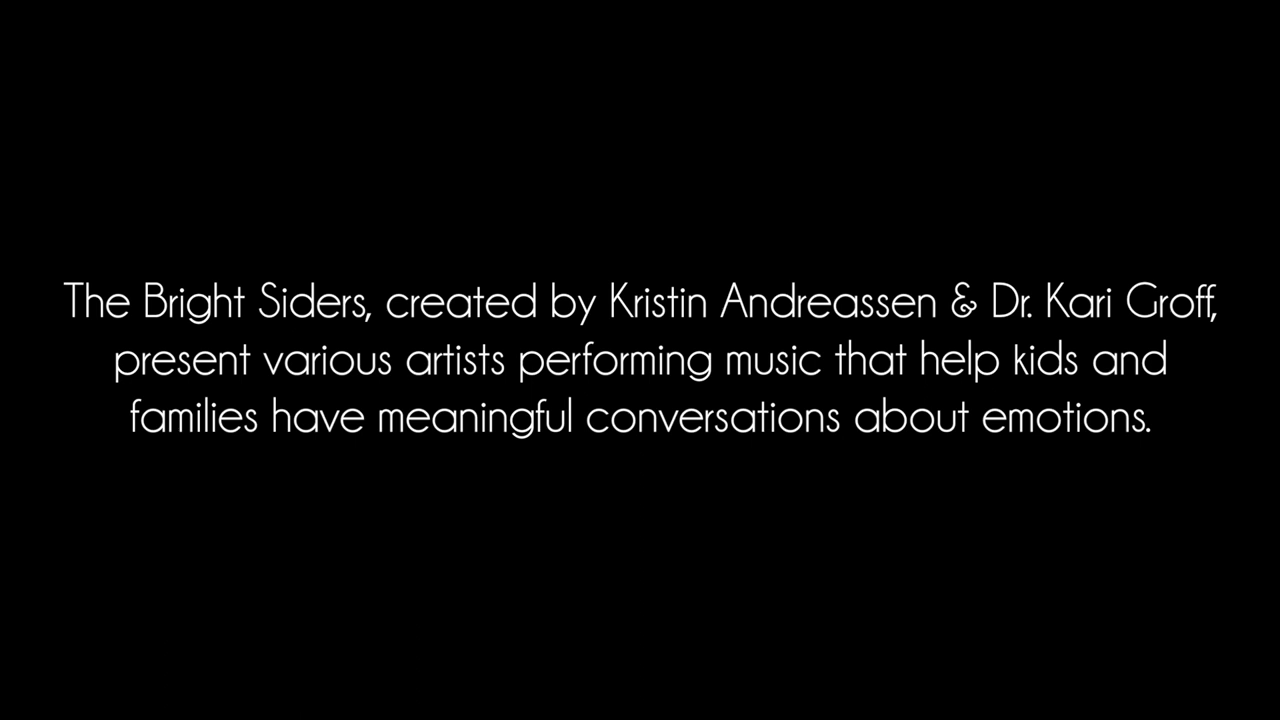 The Bright Siders, created by Kristin Andreassen & Dr. Kari Groff,
present various artists performing music that help kids and
families have meaningful conversations about emotions.